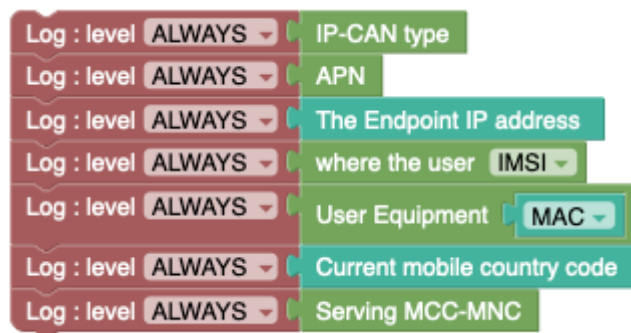 Log : level ALWAYS IP-CAN type
Log : level ALWAYS APN
Log : level ALWAYS The Endpoint IP address
Log : level ALWAYS where the user IMSI
Log : level ALWAYS User Equipment MAC
Log : level ALWAYS Current mobile country code
Log : level ALWAYS Serving MCC-MNC